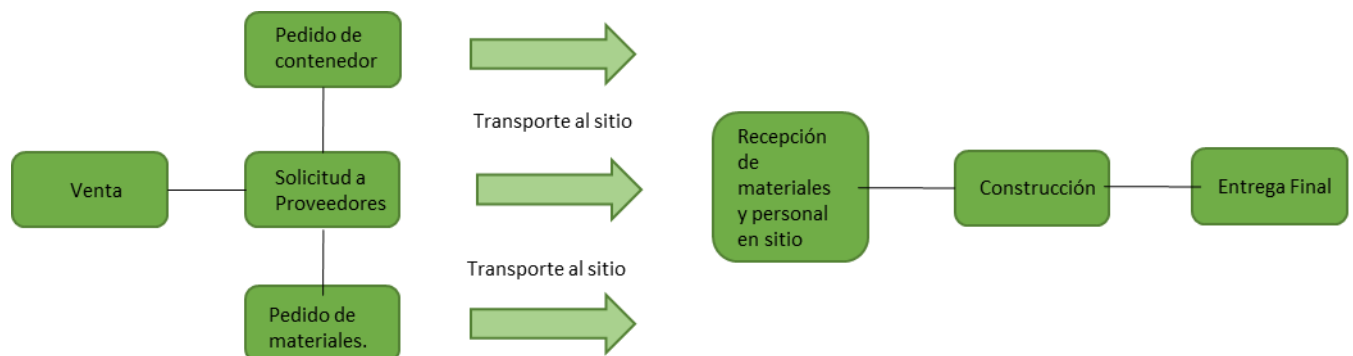 Pedido de
contenedor
Transporte al sitio
Venta
Solicitud a
Proveedores
Recepción
de
materiales
y personal
en sitio
Construcción
Entrega Final
Transporte al sitio
Pedido de
materiales.